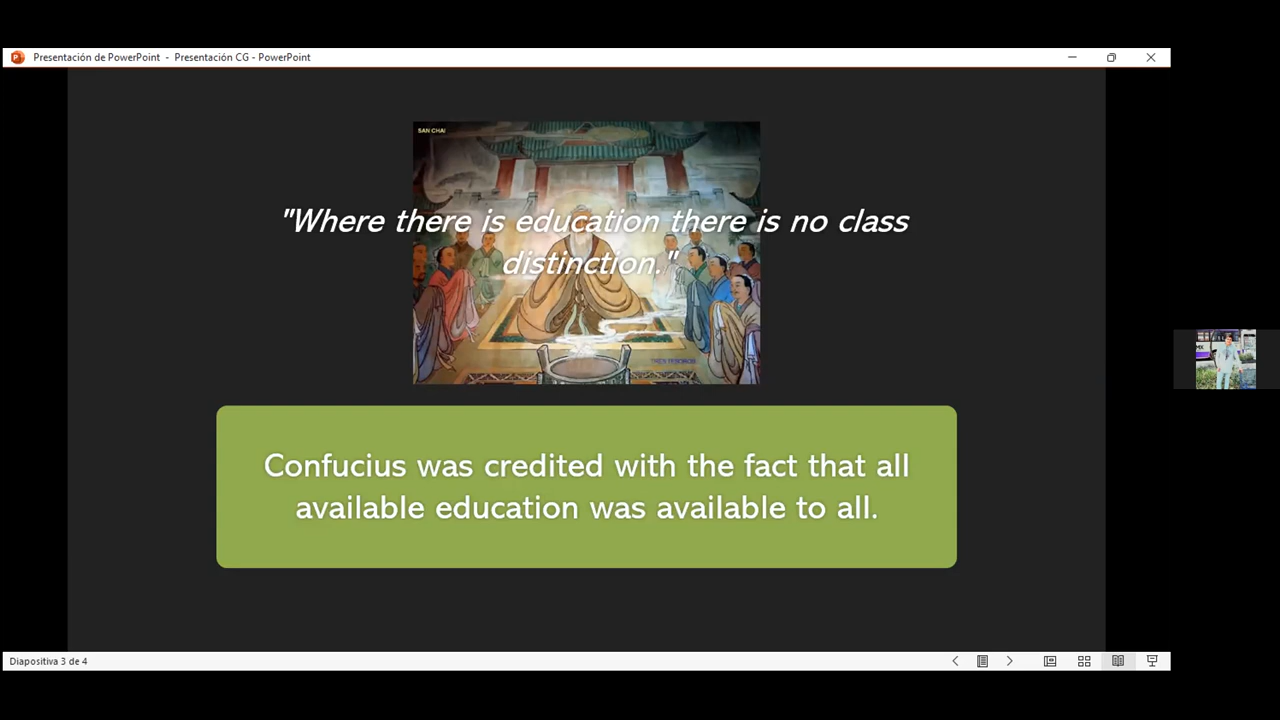 Presentación de PowerPoint - Presentación CG - PowerPoint
SAN CHAI
"Where there is education there is no class
distinction."
Confucius was credited with the fact that all
available education was available to all.
Diapositiva 3 de 4